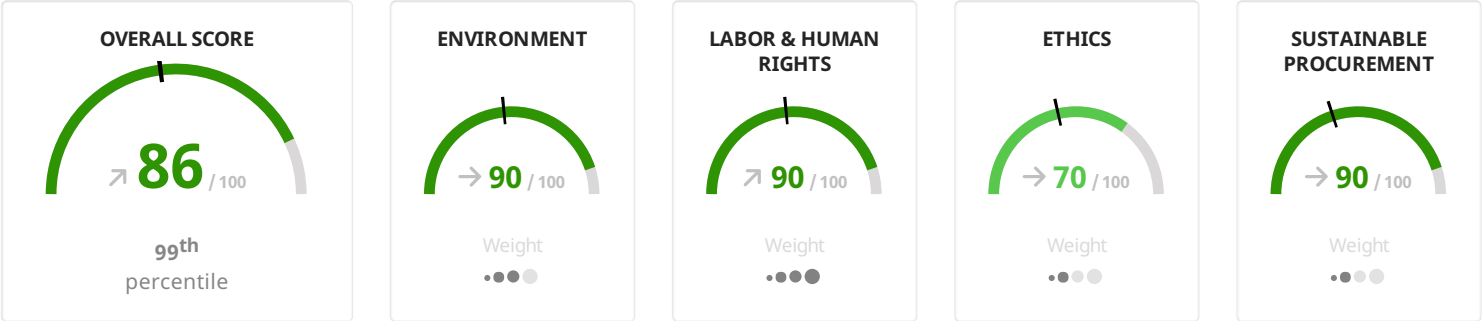 OVERALL SCORE
86 / 100
99th
percentile
ENVIRONMENT
90 / 100
Weight
LABOR & HUMAN
RIGHTS
90 / 100
Weight
ETHICS
70 / 100
Weight
SUSTAINABLE
PROCUREMENT
90 / 100
Weight